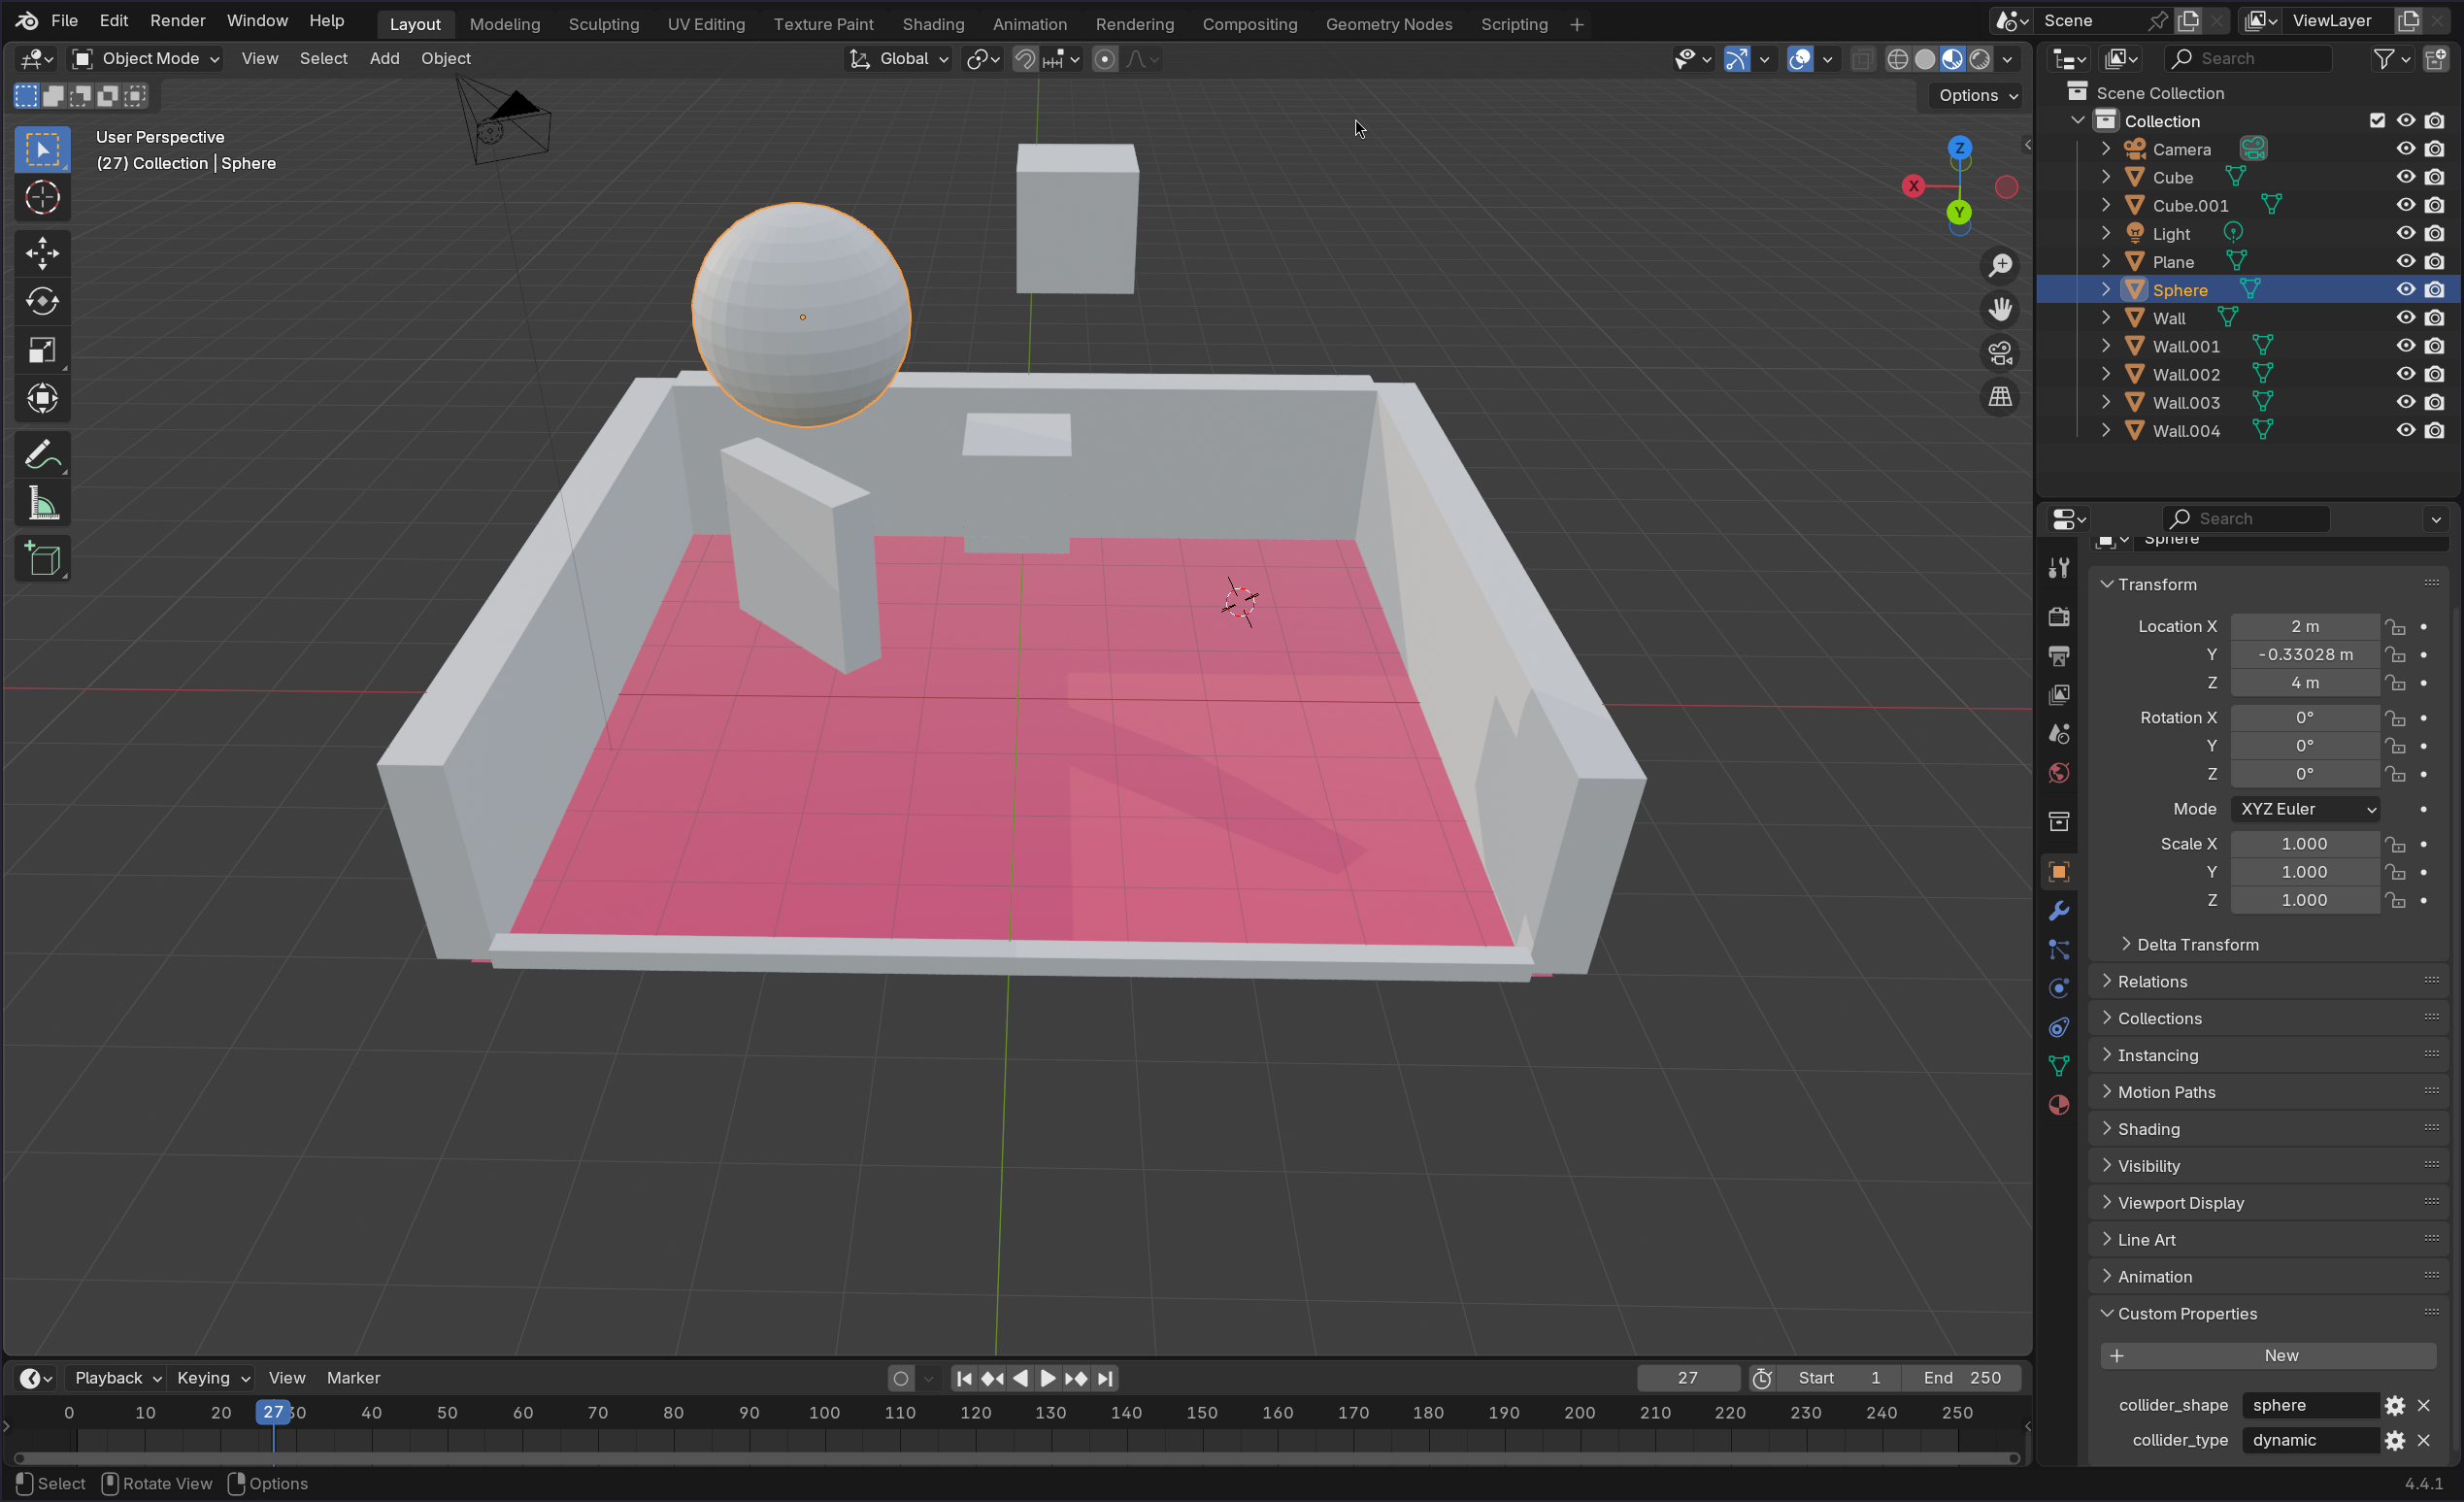 File Edit Render Window Help Layout Modeling Sculpting UV Editing Texture Paint Shading Animation Rendering Compositing Geometry Nodes Scripting + Scene ViewLayer
Object Mode View Select Add Object Global Search
Options
User Perspective
(27) Collection | Sphere
X
Y
Z
Scene Collection
Collection
Camera
Cube
Cube.001
Light
Plane
Sphere
Wall
Wall.001
Wall.002
Wall.003
Wall.004
Search
Sphere
Transform
Location X 2 m
Y -0.33028 m
Z 4 m
Rotation X 0°
Y 0°
Z 0°
Mode XYZ Euler
Scale X 1.000
Y 1.000
Z 1.000
Delta Transform
Relations
Collections
Instancing
Motion Paths
Shading
Visibility
Viewport Display
Line Art
Animation
Custom Properties
+ New
collider_shape sphere
collider_type dynamic
Playback Keying View Marker 27 Start 1 End 250
0 10 20 27 30 40 50 60 70 80 90 100 110 120 130 140 150 160 170 180 190 200 210 220 230 240 250
Select Rotate View Options 4.4.1